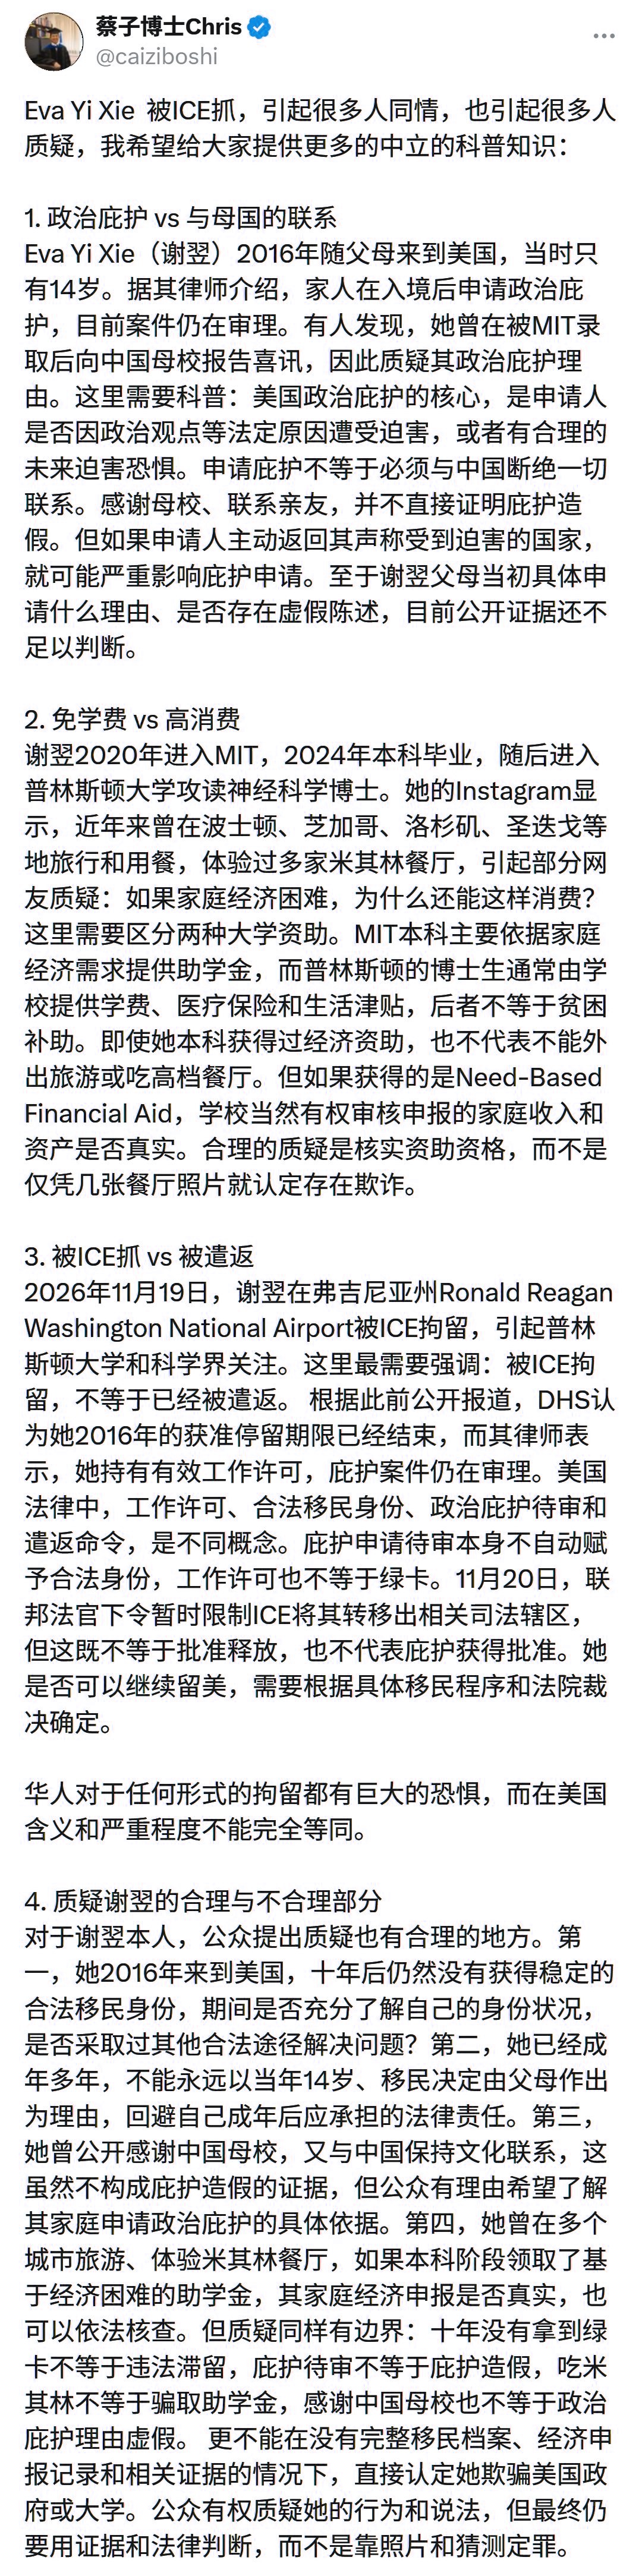 蔡子博士Chris
@caiziboshi
Eva Yi Xie 被ICE抓，引起很多人同情，也引起很多人
质疑，我希望给大家提供更多的中立的科普知识：
1. 政治庇护 vs 与母国的联系
Eva Yi Xie（谢翌）2016年随父母来到美国，当时只
有14岁。据其律师介绍，家人在入境后申请政治庇
护，目前案件仍在审理。有人发现，她曾在被MIT录
取后向中国母校报告喜讯，因此质疑其政治庇护理
由。这里需要科普：美国政治庇护的核心，是申请人
是否因政治观点等法定原因遭受迫害，或者有合理的
未来迫害恐惧。申请庇护不等于必须与中国断绝一切
联系。感谢母校、联系亲友，并不直接证明庇护造
假。但如果申请人主动返回其声称受到迫害的国家，
就可能严重影响庇护申请。至于谢翌父母当初具体申
请什么理由、是否存在虚假陈述，目前公开证据还不
足以判断。
2. 免学费 vs 高消费
谢翌2020年进入MIT，2024年本科毕业，随后进入
普林斯顿大学攻读神经科学博士。她的Instagram显
示，近年来曾在波士顿、芝加哥、洛杉矶、圣迭戈等
地旅行和用餐，体验过多家米其林餐厅，引起部分网
友质疑：如果家庭经济困难，为什么还能这样消费？
这里需要区分两种大学资助。MIT本科主要依据家庭
经济需求提供助学金，而普林斯顿的博士生通常由学
校提供学费、医疗保险和生活津贴，后者不等于贫困
补助。即使她本科获得过经济资助，也不代表不能外
出旅游或吃高档餐厅。但如果获得的是Need-Based
Financial Aid，学校当然有权审核申报的家庭收入和
资产是否真实。合理的质疑是核实资助资格，而不是
仅凭几张餐厅照片就认定存在欺诈。
3. 被ICE抓 vs 被遣返
2026年11月19日，谢翌在弗吉尼亚州Ronald Reagan
Washington National Airport被ICE拘留，引起普林
斯顿大学和科学界关注。这里最需要强调：被ICE拘
留，不等于已经被遣返。 根据此前公开报道，DHS认
为她2016年的获准停留期限已经结束，而其律师表
示，她持有有效工作许可，庇护案件仍在审理。美国
法律中，工作许可、合法移民身份、政治庇护待审和
遣返命令，是不同概念。庇护申请待审本身不自动赋
予合法身份，工作许可也不等于绿卡。11月20日，联
邦法官下令暂时限制ICE将其转移出相关司法辖区，
但这既不等于批准释放，也不代表庇护获得批准。她
是否可以继续留美，需要根据具体移民程序和法院裁
决确定。
华人对于任何形式的拘留都有巨大的恐惧，而在美国
含义和严重程度不能完全等同。
4. 质疑谢翌的合理与不合理部分
对于谢翌本人，公众提出质疑也有合理的地方。第
一，她2016年来到美国，十年后仍然没有获得稳定的
合法移民身份，期间是否充分了解自己的身份状况，
是否采取过其他合法途径解决问题？第二，她已经成
年多年，不能永远以当年14岁、移民决定由父母作出
为理由，回避自己成年后应承担的法律责任。第三，
她曾公开感谢中国母校，又与中国保持文化联系，这
虽然不构成庇护造假的证据，但公众有理由希望了解
其家庭申请政治庇护的具体依据。第四，她曾在多个
城市旅游、体验米其林餐厅，如果本科阶段领取了基
于经济困难的助学金，其家庭经济申报是否真实，也
可以依法核查。但质疑同样有边界：十年没有拿到绿
卡不等于违法滞留，庇护待审不等于庇护造假，吃米
其林不等于骗取助学金，感谢中国母校也不等于政治
庇护理由虚假。 更不能在没有完整移民档案、经济申
报记录和相关证据的情况下，直接认定她欺骗美国政
府或大学。公众有权质疑她的行为和说法，但最终仍
要用证据和法律判断，而不是靠照片和猜测定罪。